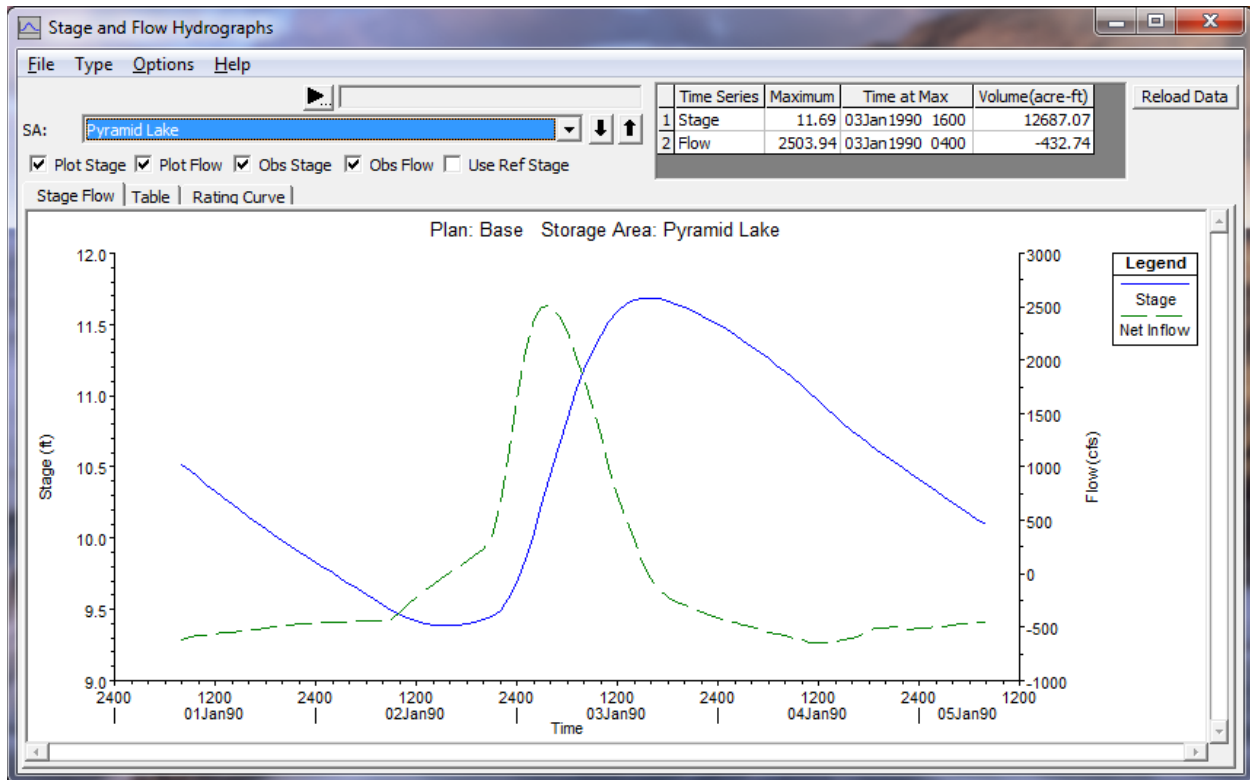 Stage and Flow Hydrographs
File Type Options Help
SA: Pyramid Lake
Plot Stage Plot Flow Obs Stage Obs Flow Use Ref Stage
Time Series Maximum Time at Max Volume(acre-ft)
1 Stage 11.69 03Jan1990 1600 12687.07
2 Flow 2503.94 03Jan1990 0400 -432.74
Reload Data
Stage Flow Table Rating Curve
Plan: Base Storage Area: Pyramid Lake
Stage (ft)
12.0
11.5
11.0
10.5
10.0
9.5
9.0
3000
2500
2000
1500
1000
500
0
-500
-1000
Flow(cfs)
Legend
Stage
Net Inflow
2400 1200 2400 1200 2400 1200 2400 1200 2400 1200
01Jan90 02Jan90 03Jan90 04Jan90 05Jan90
Time